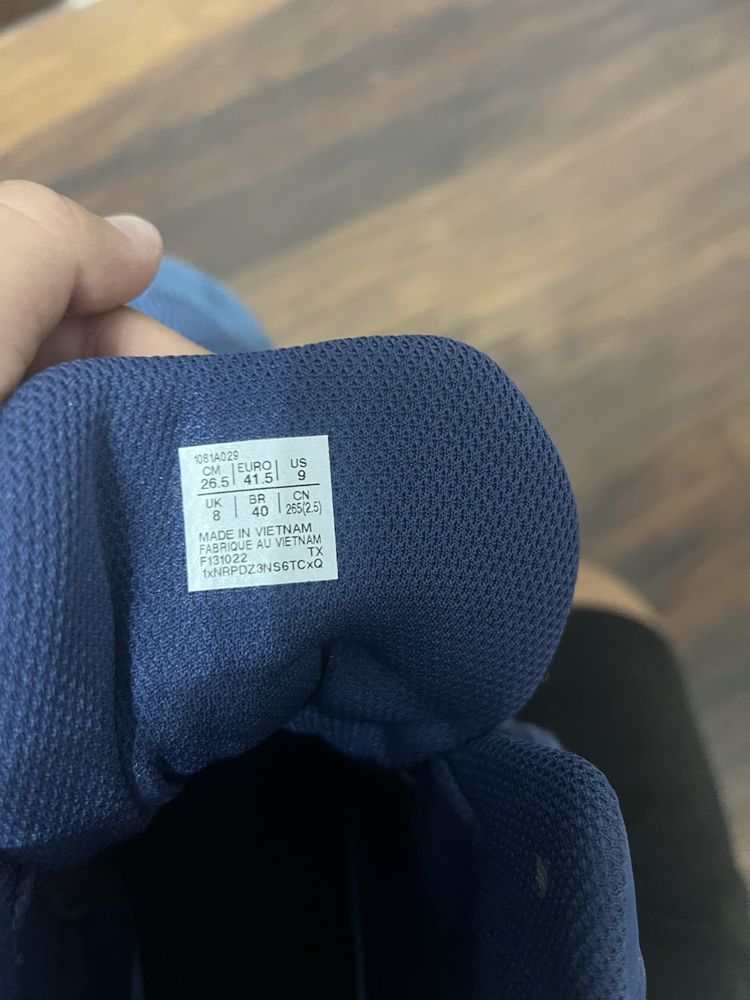 1081A029
CM EURO US
26.5 41.5 9
UK BR CN
8 40 265(2.5)
MADE IN VIETNAM
FABRIQUE AU VIETNAM
F131022 TX
1xNRPDZ3NS6TCxQ